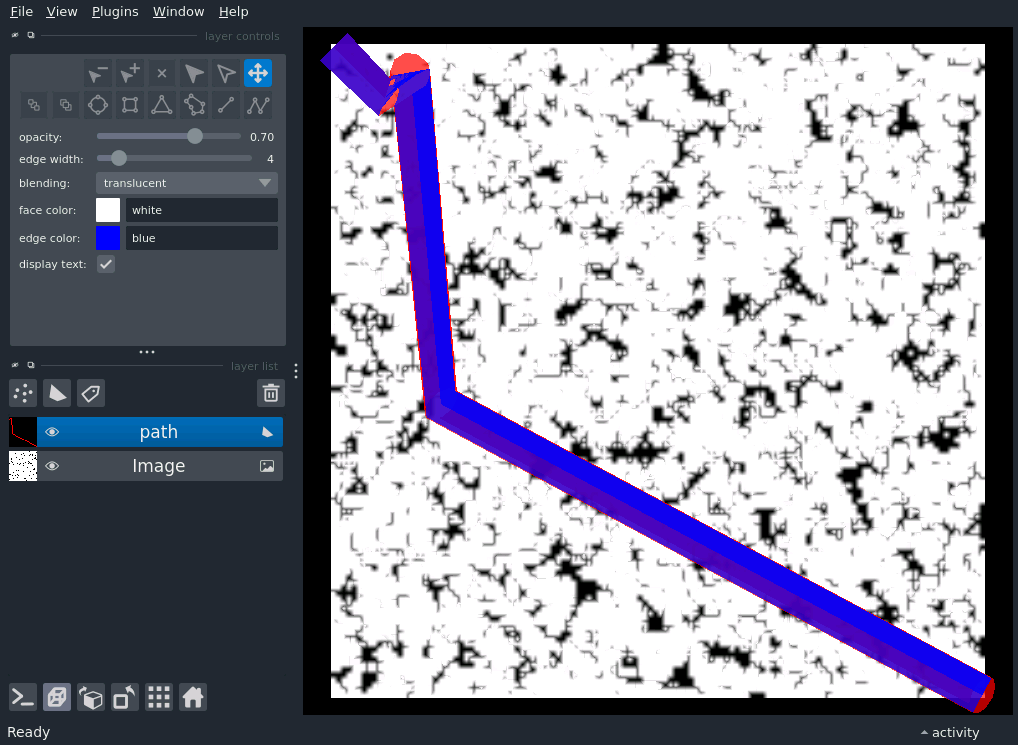 File View Plugins Window Help
layer controls
opacity: 0.70
edge width: 4
blending: translucent
face color: white
edge color: blue
display text:
layer list
path
Image
Ready
activity